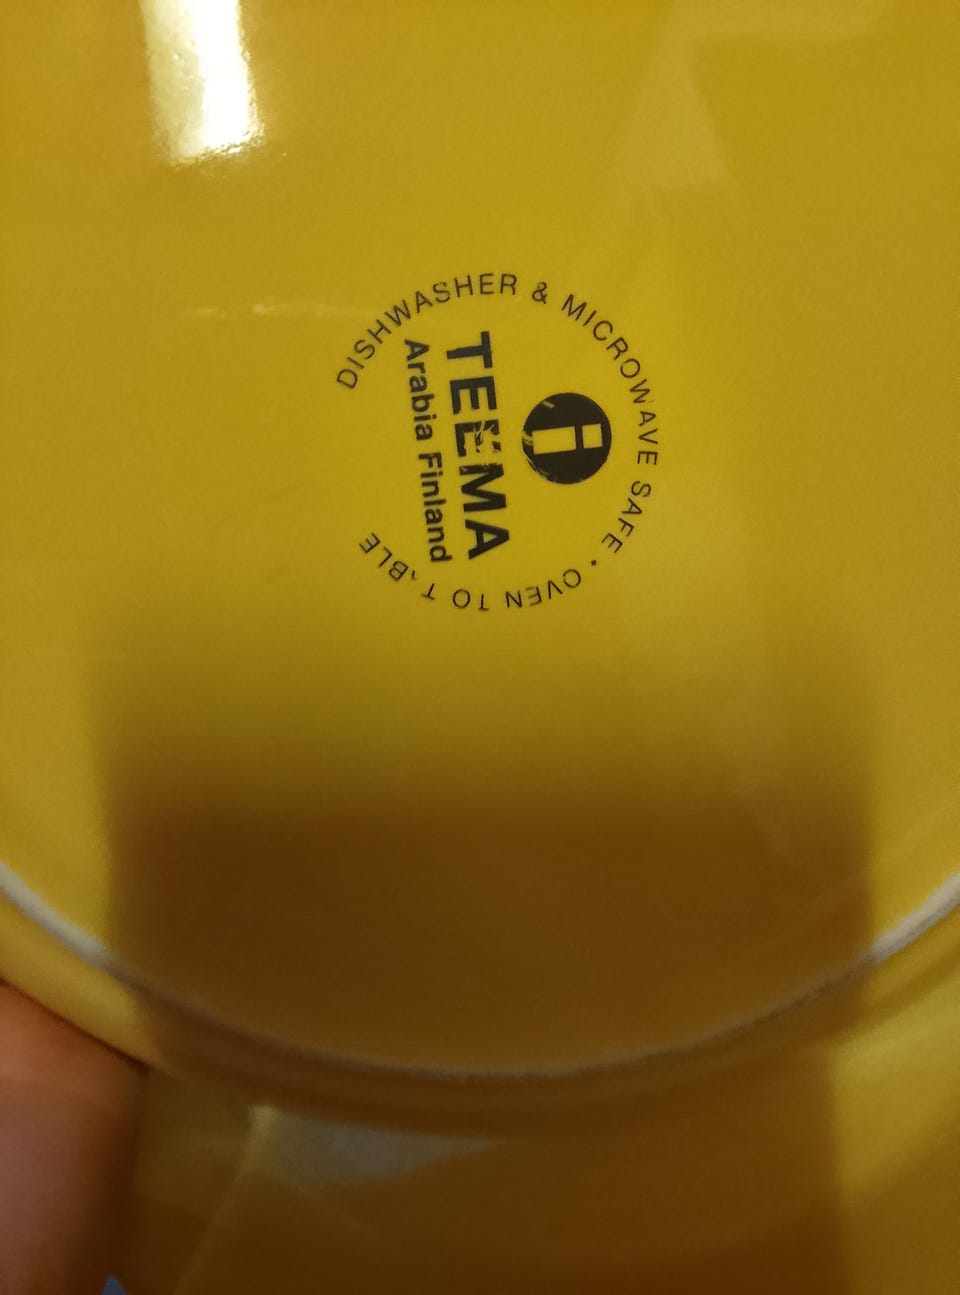 DISHWASHER & MICROWAVE SAFE · OVEN TO TABLE
TEEMA
Arabia Finland